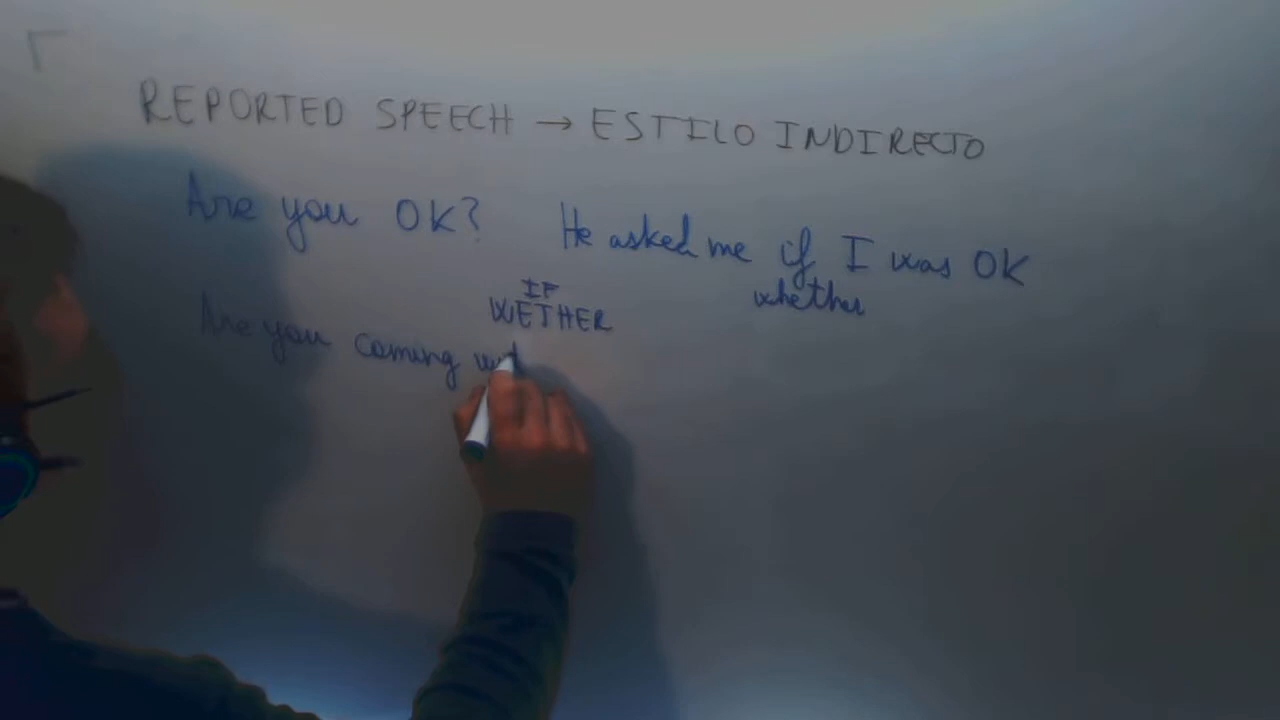 REPORTED SPEECH → ESTILO INDIRECTO
Are you OK? He asked me if I was OK
whether
IF
WETHER
Are you coming